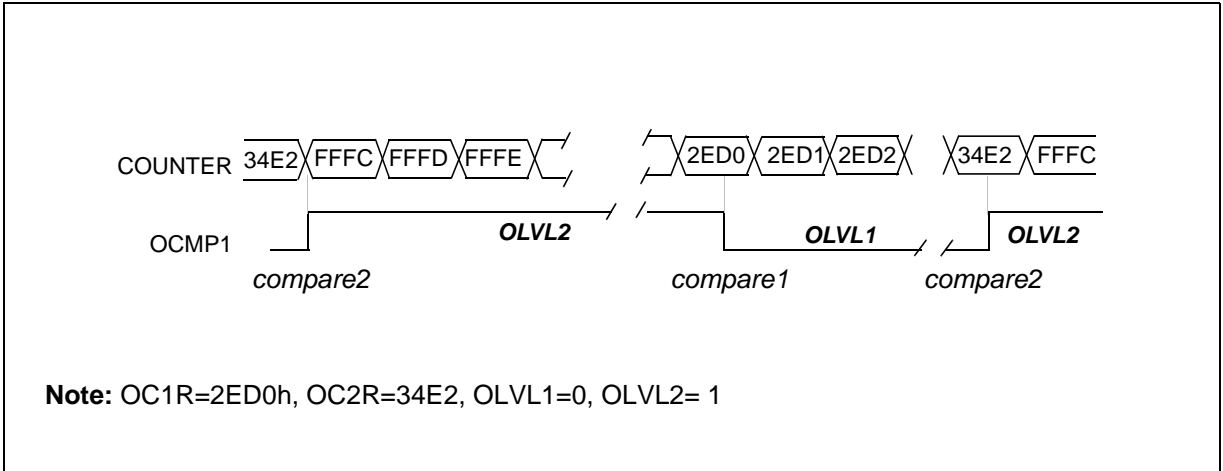 COUNTER 34E2 FFFC FFFD FFFE 2ED0 2ED1 2ED2 34E2 FFFC
OCMP1 OLVL2 OLVL1 OLVL2
compare2 compare1 compare2
Note: OC1R=2ED0h, OC2R=34E2, OLVL1=0, OLVL2= 1